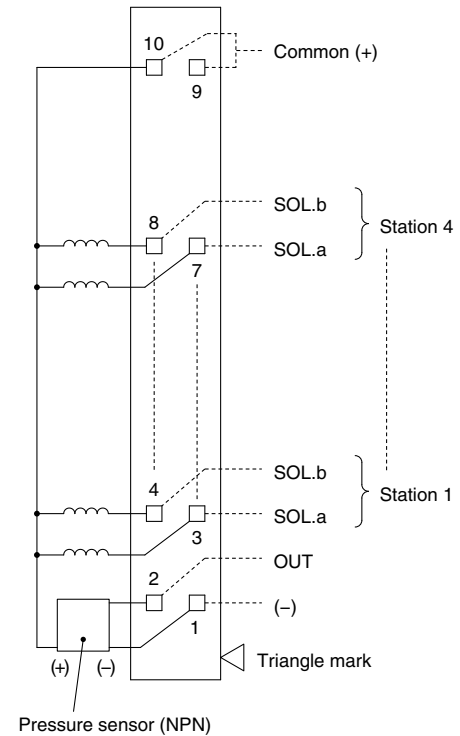 10
Common (+)
9
SOL.b
8
Station 4
SOL.a
7
SOL.b
4
Station 1
SOL.a
3
OUT
2
(−)
1
(+) (−)
Triangle mark
Pressure sensor (NPN)